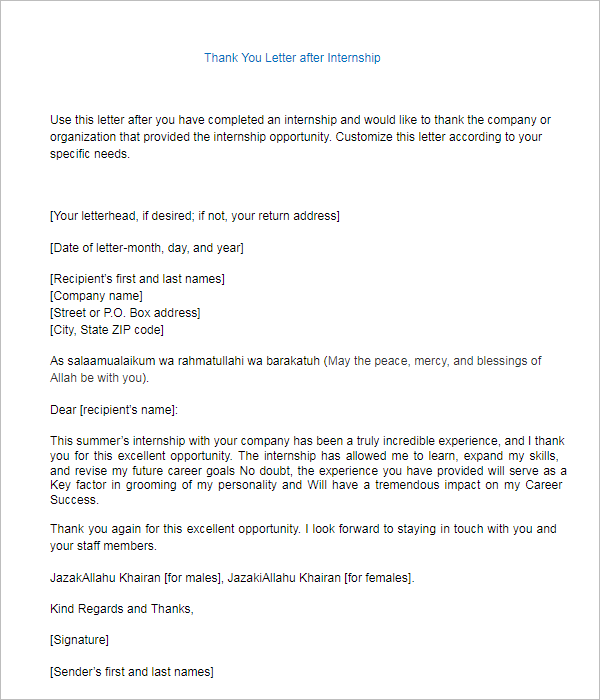 Thank You Letter after Internship
Use this letter after you have completed an internship and would like to thank the company or
organization that provided the internship opportunity. Customize this letter according to your
specific needs.
[Your letterhead, if desired; if not, your return address]
[Date of letter-month, day, and year]
[Recipient's first and last names]
[Company name]
[Street or P.O. Box address]
[City, State ZIP code]
As salaamualaikum wa rahmatullahi wa barakatuh (May the peace, mercy, and blessings of
Allah be with you).
Dear [recipient's name]:
This summer's internship with your company has been a truly incredible experience, and I thank
you for this excellent opportunity. The internship has allowed me to learn, expand my skills,
and revise my future career goals No doubt, the experience you have provided will serve as a
Key factor in grooming of my personality and Will have a tremendous impact on my Career
Success.
Thank you again for this excellent opportunity. I look forward to staying in touch with you and
your staff members.
JazakAllahu Khairan [for males], JazakiAllahu Khairan [for females].
Kind Regards and Thanks,
[Signature]
[Sender's first and last names]